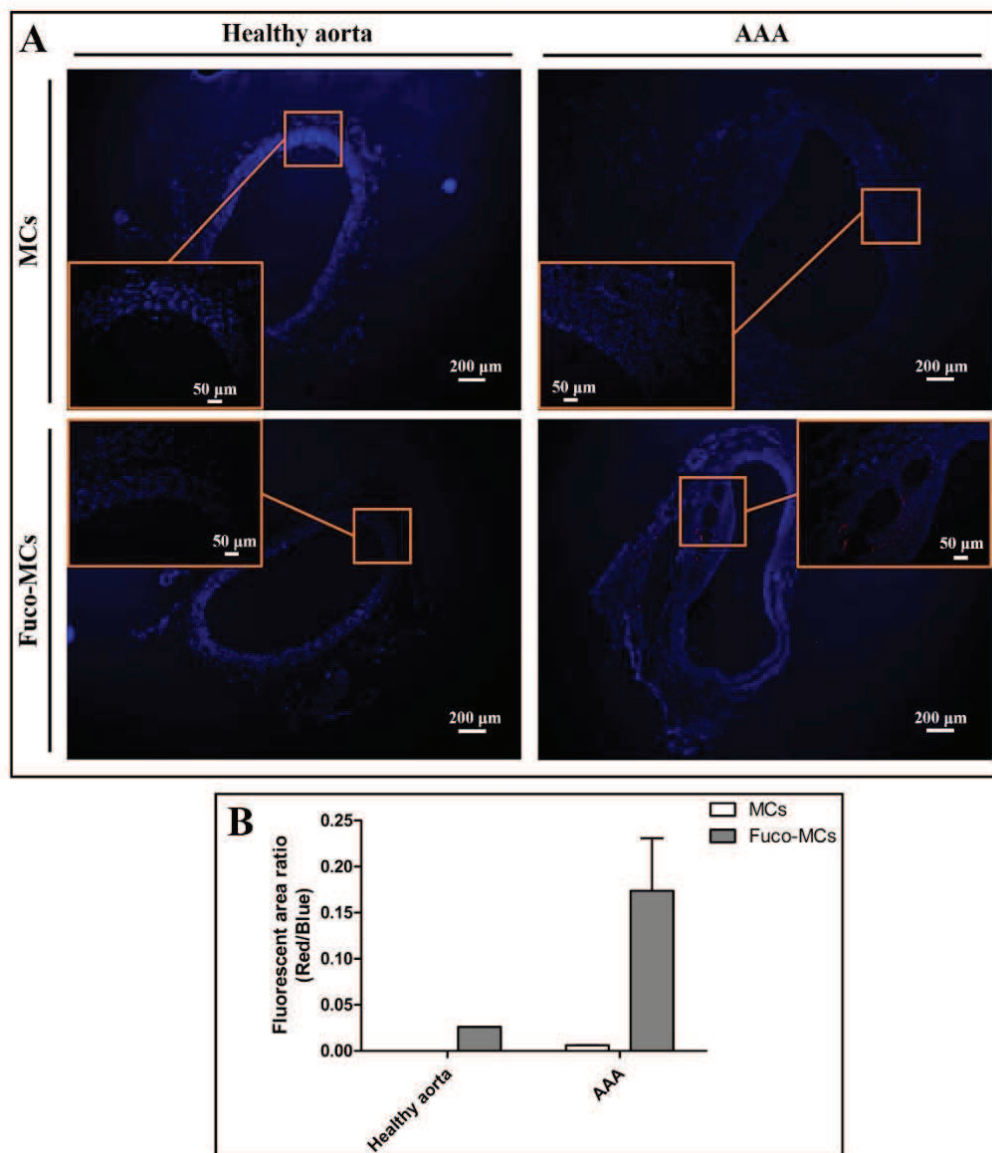 A
Healthy aorta
AAA
MCs
200 µm
50 µm
200 µm
50 µm
Fuco-MCs
50 µm
200 µm
50 µm
200 µm
B
MCs
Fuco-MCs
Fluorescent area ratio
(Red/Blue)
0.25
0.20
0.15
0.10
0.05
0.00
Healthy aorta
AAA